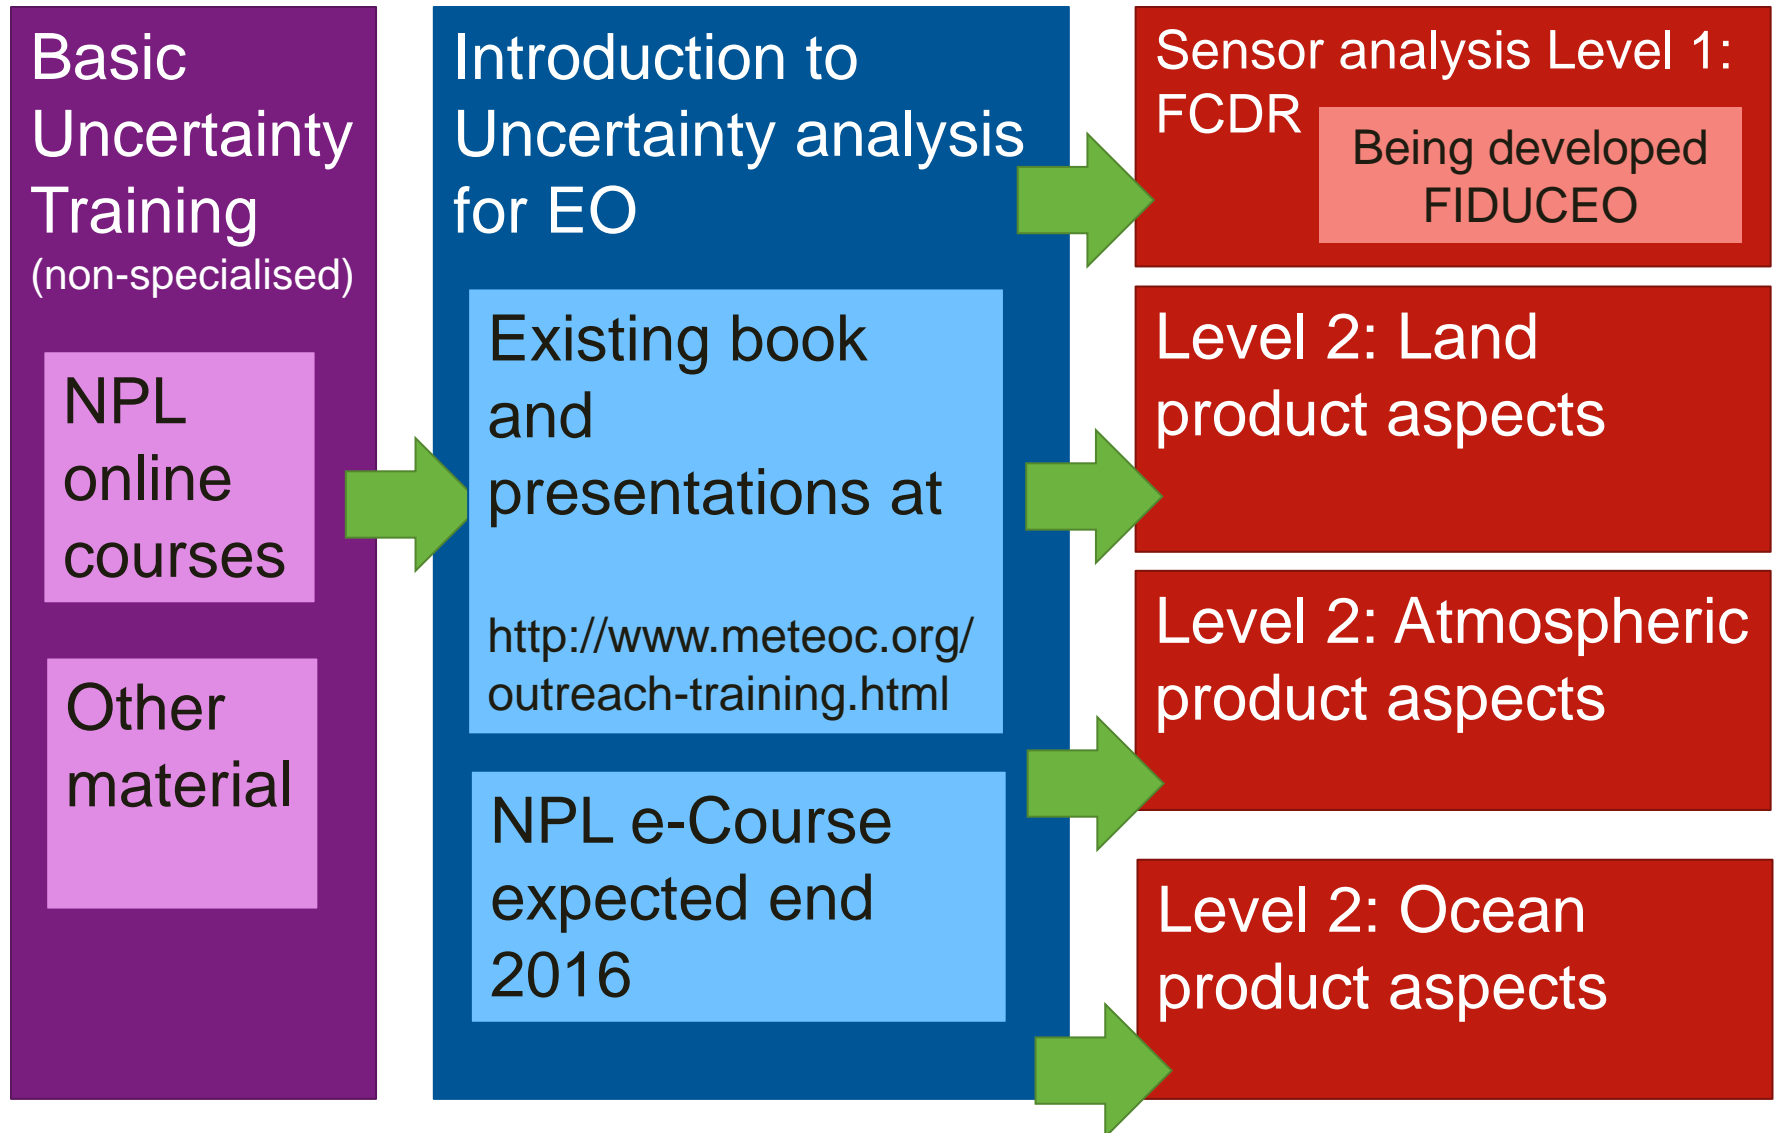 Basic
Uncertainty
Training
(non-specialised)
NPL
online
courses
Other
material
Introduction to
Uncertainty analysis
for EO
Existing book
and
presentations at
http://www.meteoc.org/
outreach-training.html
NPL e-Course
expected end
2016
Sensor analysis Level 1:
FCDR
Being developed
FIDUCEO
Level 2: Land
product aspects
Level 2: Atmospheric
product aspects
Level 2: Ocean
product aspects